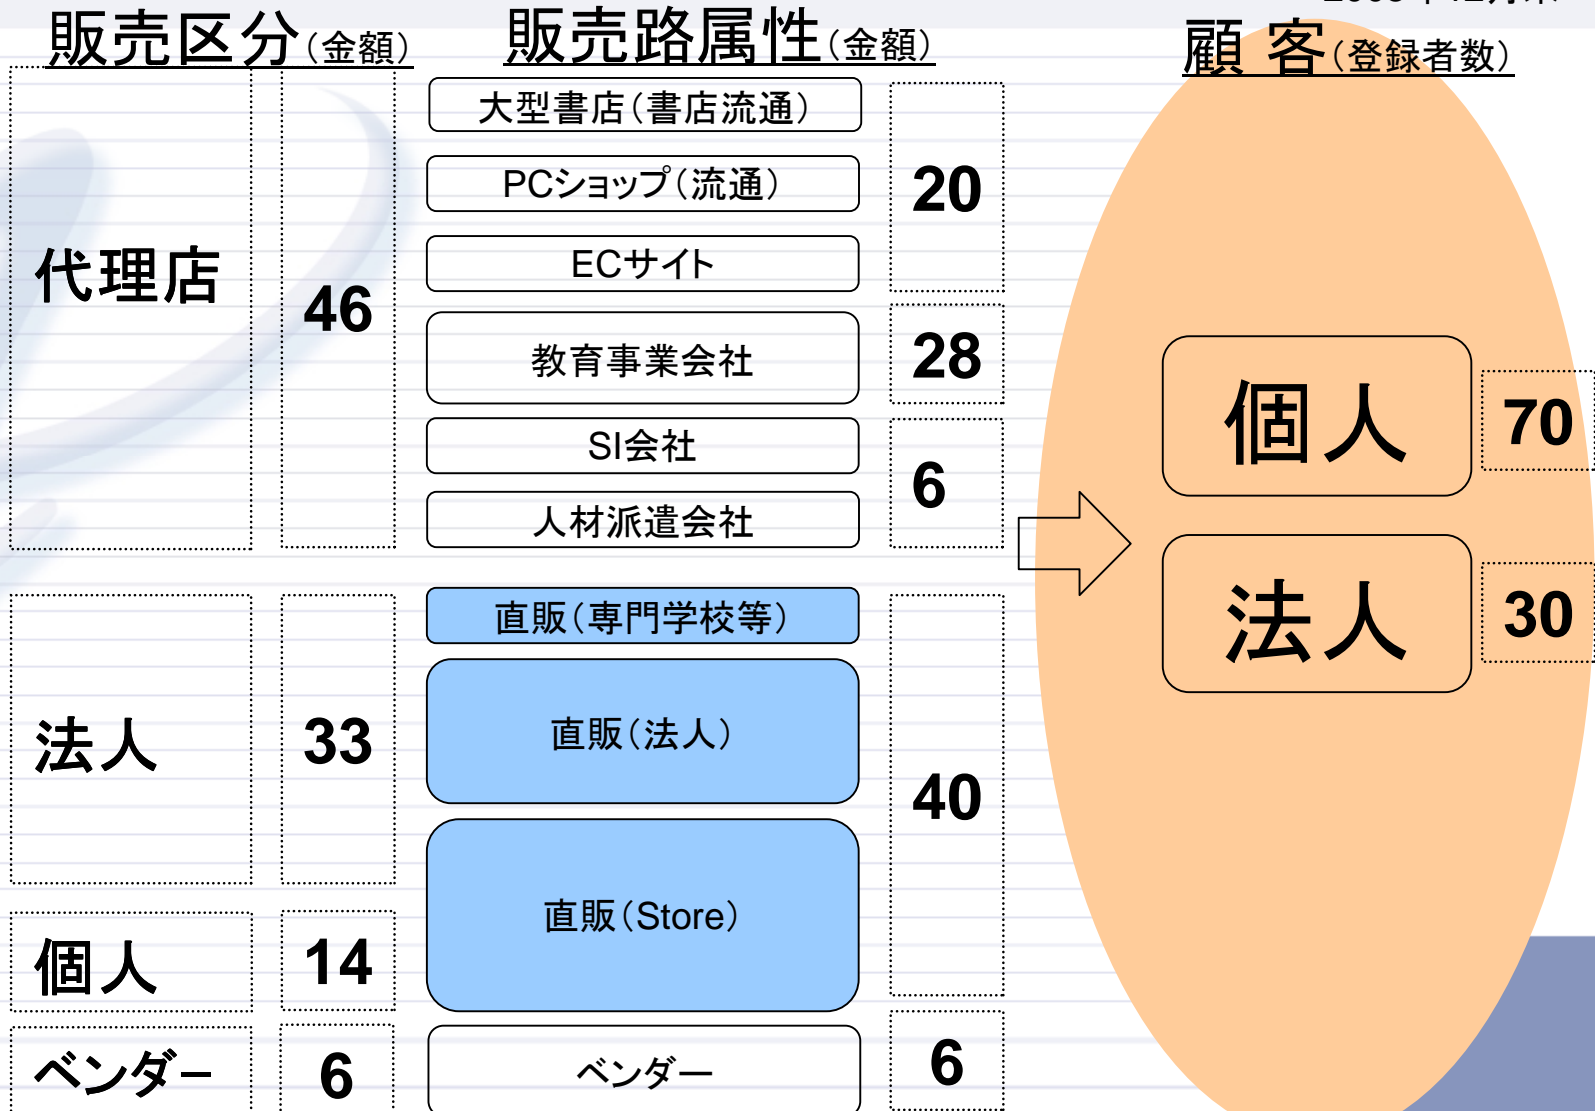 販売区分(金額)
販売路属性(金額)
顧 客(登録者数)
代理店
46
大型書店(書店流通)
PCショップ(流通)
ECサイト
20
教育事業会社
28
SI会社
人材派遣会社
6
法人
33
直販(専門学校等)
直販(法人)
直販(Store)
40
個人
14
ベンダー
6
ベンダー
6
個人
70
法人
30